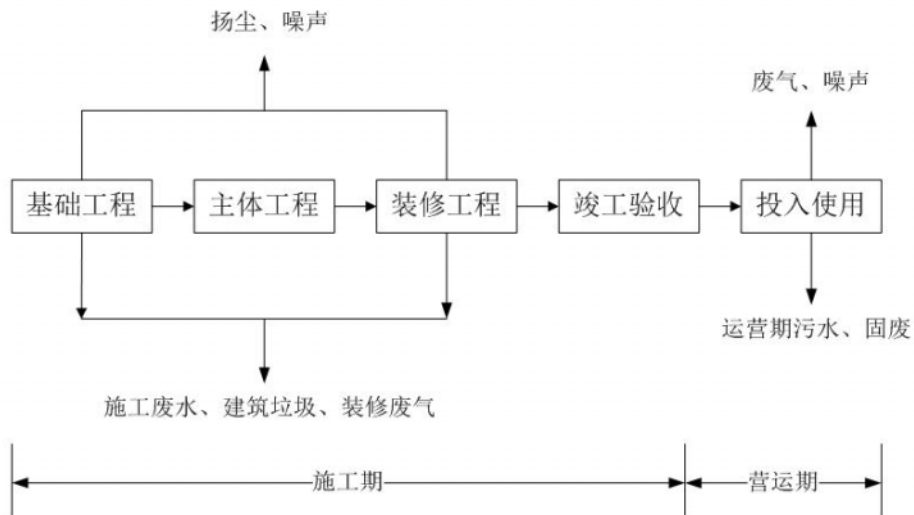 扬尘、噪声
废气、噪声
基础工程
主体工程
装修工程
竣工验收
投入使用
运营期污水、固废
施工废水、建筑垃圾、装修废气
施工期
营运期